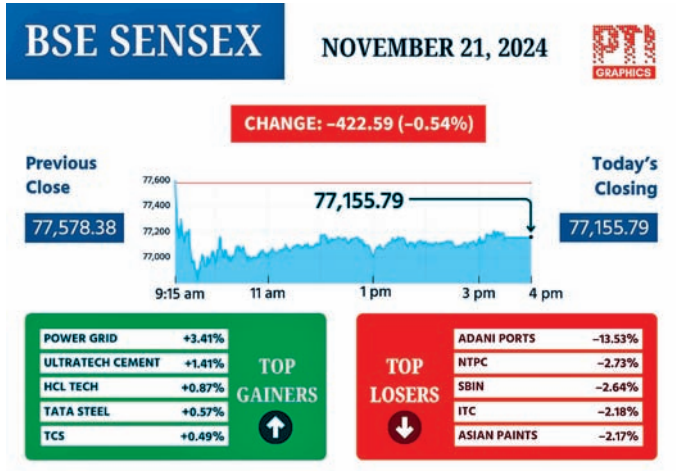 BSE SENSEX
NOVEMBER 21, 2024
PTI
GRAPHICS
CHANGE: –422.59 (–0.54%)
Previous
Close
77,578.38
Today's
Closing
77,155.79
77,600
77,400
77,200
77,000
77,155.79
9:15 am 11 am 1 pm 3 pm 4 pm
POWER GRID +3.41%
ULTRATECH CEMENT +1.41%
HCL TECH +0.87%
TATA STEEL +0.57%
TCS +0.49%
TOP
GAINERS
TOP
LOSERS
ADANI PORTS –13.53%
NTPC –2.73%
SBIN –2.64%
ITC –2.18%
ASIAN PAINTS –2.17%